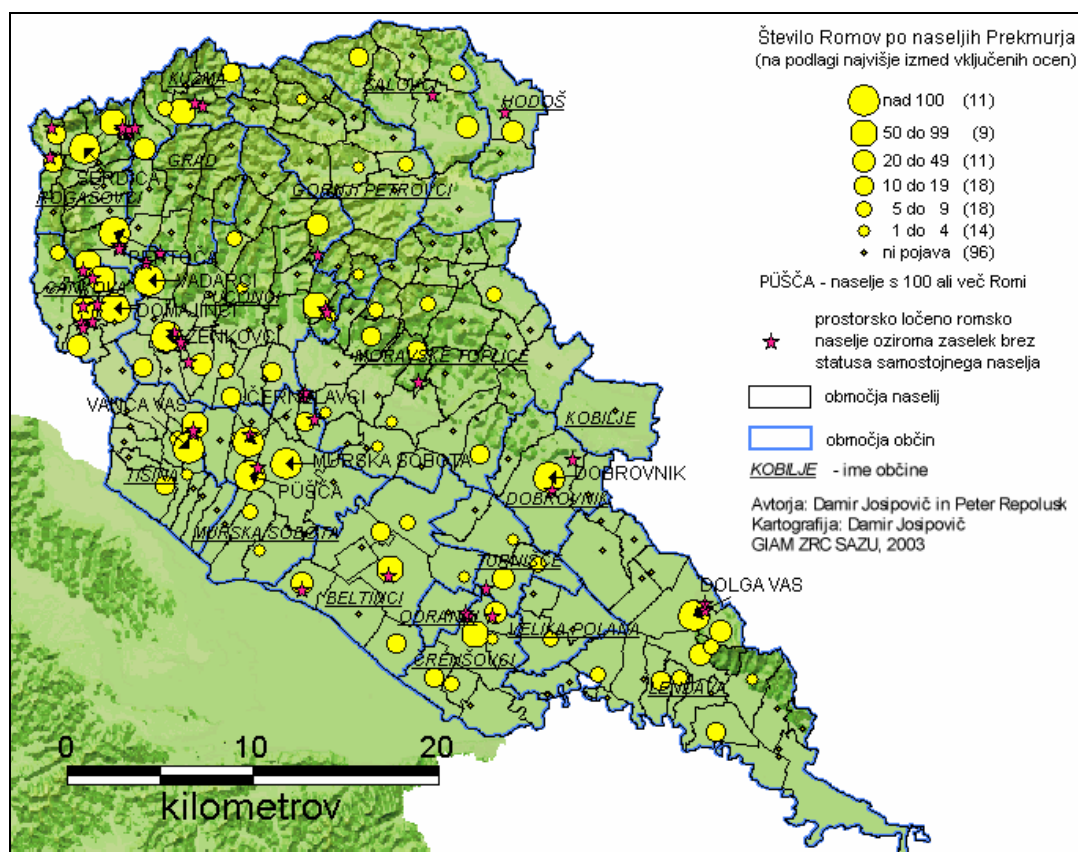 Število Romov po naseljih Prekmurja
(na podlagi najvišje izmed vključenih ocen)
nad 100 (11)
50 do 99 (9)
20 do 49 (11)
10 do 19 (18)
5 do 9 (18)
1 do 4 (14)
ni pojava (96)
PÜŠČA - naselje s 100 ali več Romi
prostorsko ločeno romsko
naselje oziroma zaselek brez
statusa samostojnega naselja
območja naselij
območja občin
KOBILJE - ime občine
Avtorja: Damir Josipovič in Peter Repolusk
Kartografija: Damir Josipovič
GIAM ZRC SAZU, 2003
KUZMA
ŠALOVCI
HODOŠ
GRAD
SERDICA
ROGAŠOVCI
GORNJI PETROVCI
PERTOČA
VADARCI
CANKOVA
PUCONCI
DOMAJINCI
MORAVSKE TOPLICE
KOBILJE
VANČA VAS
ČERNELAVCI
MURSKA SOBOTA
DOBROVNIK
DOBROVNIK
TIŠINA
PÜŠČA
MURSKA SOBOTA
TURNIŠČE
DOLGA VAS
BELTINCI
ODRANCI
VELIKA POLANA
ČRENŠOVCI
LENDAVA
0 10 20
kilometrov